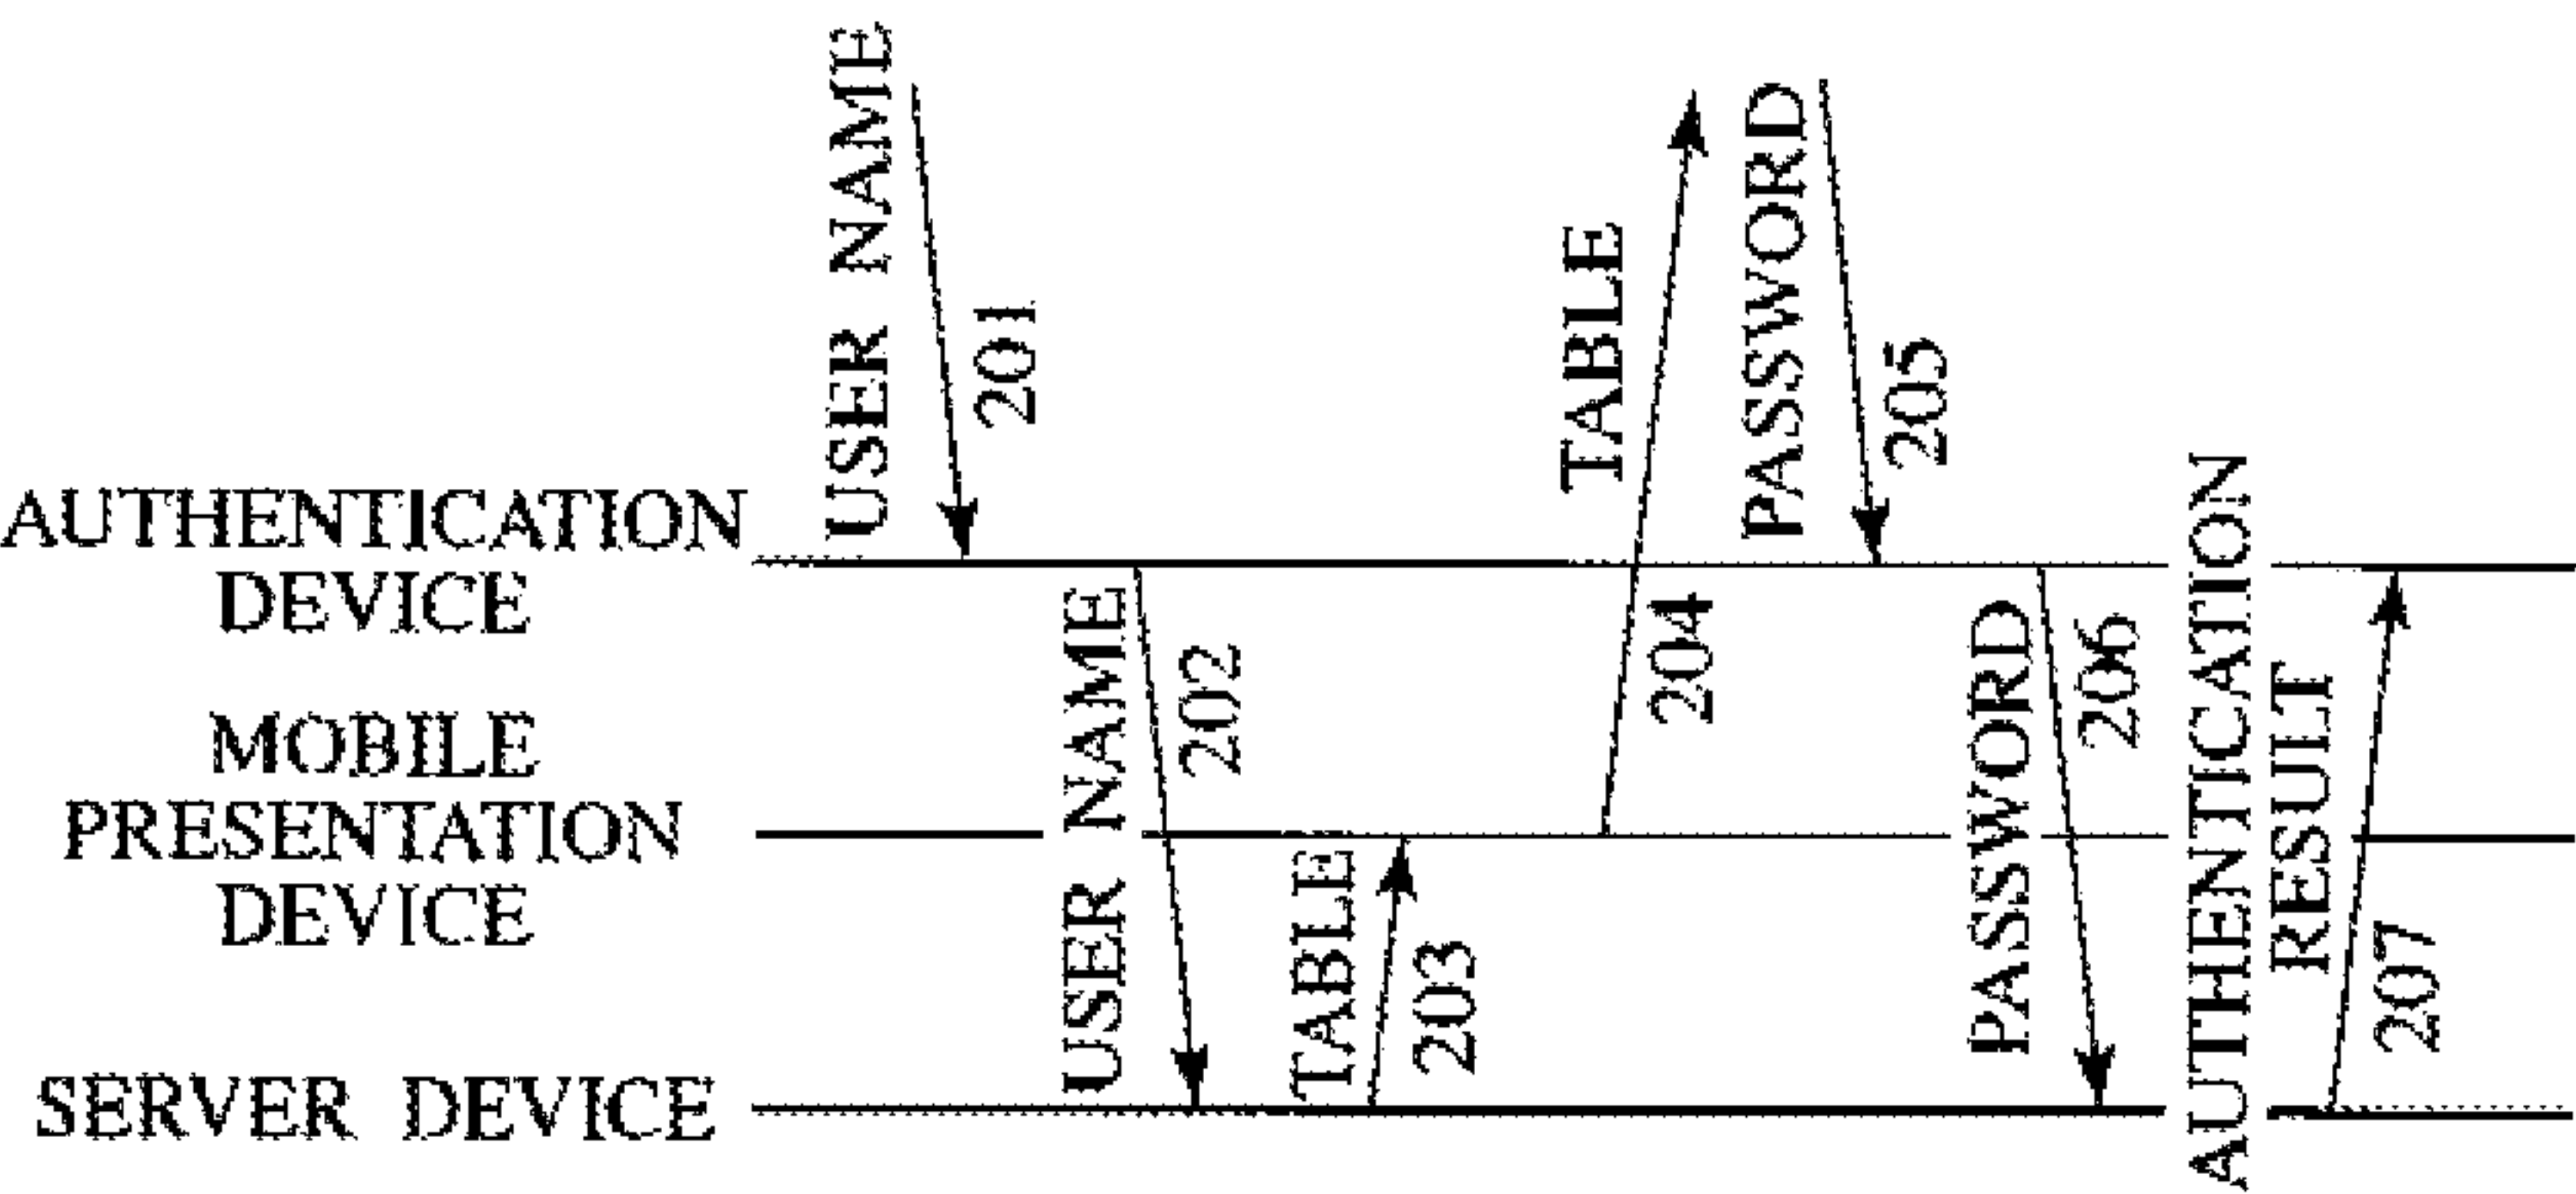 AUTHENTICATION
DEVICE
MOBILE
PRESENTATION
DEVICE
SERVER DEVICE
USER NAME
201
USER NAME
202
TABLE
203
TABLE
204
PASSWORD
205
PASSWORD
206
AUTHENTICATION
RESULT
207